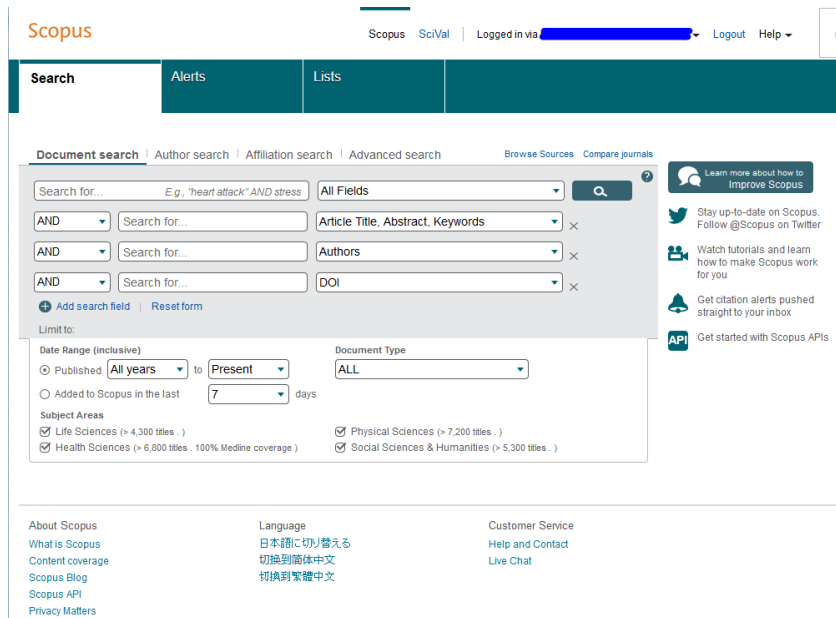 Scopus
Scopus SciVal Logged in via Logout Help
Search Alerts Lists
Document search Author search Affiliation search Advanced search Browse Sources Compare journals
Search for... E.g., "heart attack" AND stress All Fields
AND Search for... Article Title, Abstract, Keywords
AND Search for... Authors
AND Search for... DOI
Add search field Reset form
Limit to:
Date Range (inclusive) Document Type
Published All years to Present ALL
Added to Scopus in the last 7 days
Subject Areas
Life Sciences (> 4,300 titles . ) Physical Sciences (> 7,200 titles . )
Health Sciences (> 6,800 titles . 100% Medline coverage ) Social Sciences & Humanities (> 5,300 titles . )
?
Learn more about how to
Improve Scopus
Stay up-to-date on Scopus.
Follow @Scopus on Twitter
Watch tutorials and learn
how to make Scopus work
for you
Get citation alerts pushed
straight to your inbox
API Get started with Scopus APIs
About Scopus Language Customer Service
What is Scopus 日本語に切り替える Help and Contact
Content coverage 切换到简体中文 Live Chat
Scopus Blog 切換到繁體中文
Scopus API
Privacy Matters